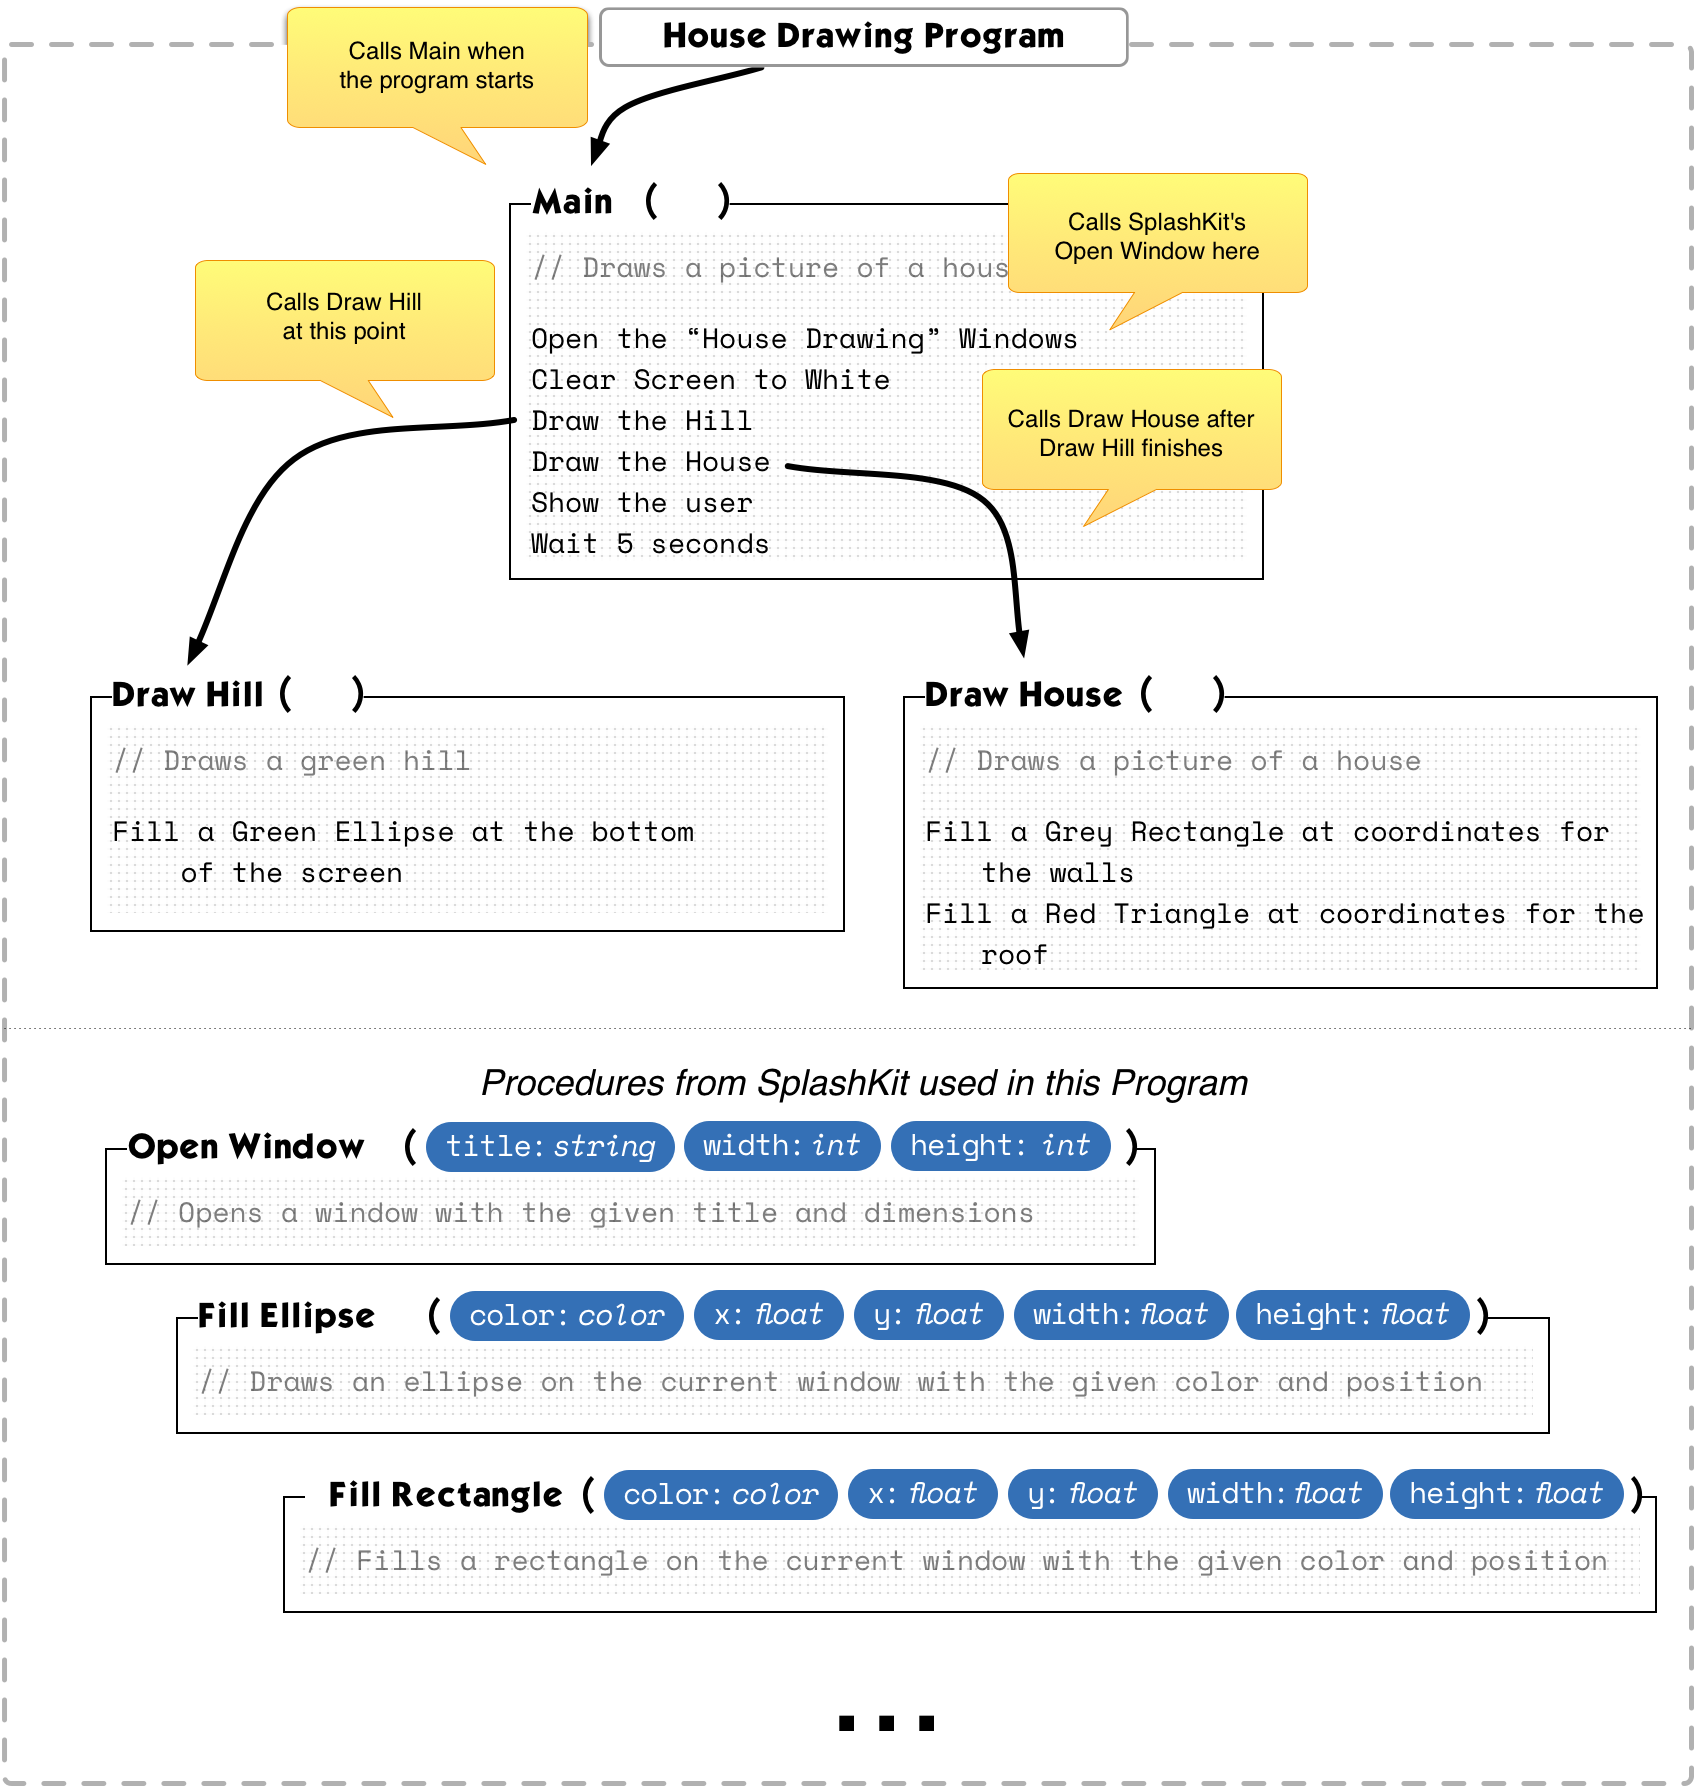 House Drawing Program
Calls Main when
the program starts
Main ( )
Calls SplashKit's
Open Window here
// Draws a picture of a hous
Calls Draw Hill
at this point
Open the “House Drawing” Windows
Clear Screen to White
Draw the Hill
Draw the House
Show the user
Wait 5 seconds
Calls Draw House after
Draw Hill finishes
Draw Hill ( )
// Draws a green hill
Fill a Green Ellipse at the bottom
of the screen
Draw House ( )
// Draws a picture of a house
Fill a Grey Rectangle at coordinates for
the walls
Fill a Red Triangle at coordinates for the
roof
Procedures from SplashKit used in this Program
Open Window ( title: string width: int height: int )
// Opens a window with the given title and dimensions
Fill Ellipse ( color: color x: float y: float width: float height: float )
// Draws an ellipse on the current window with the given color and position
Fill Rectangle ( color: color x: float y: float width: float height: float )
// Fills a rectangle on the current window with the given color and position
...